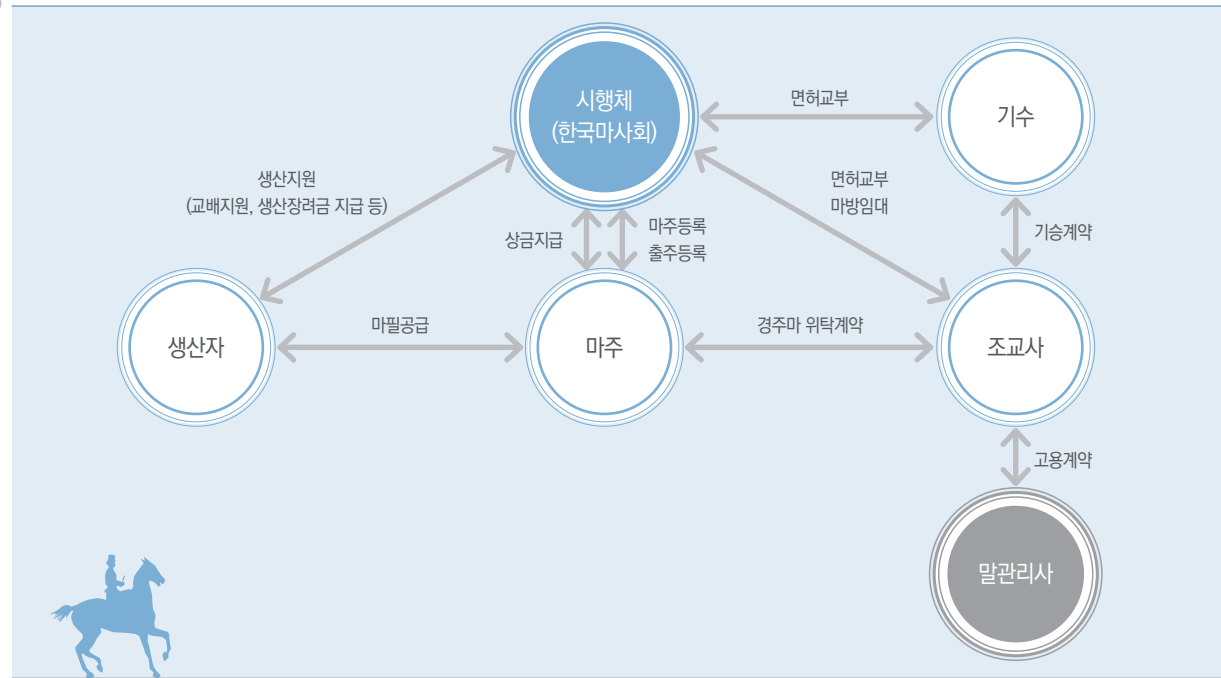 시행체
(한국마사회)
면허교부
기수
생산지원
(교배지원, 생산장려금 지급 등)
면허교부
마방임대
상금지급
마주등록
출주등록
기승계약
생산자
마필공급
마주
경주마 위탁계약
조교사
고용계약
말관리사